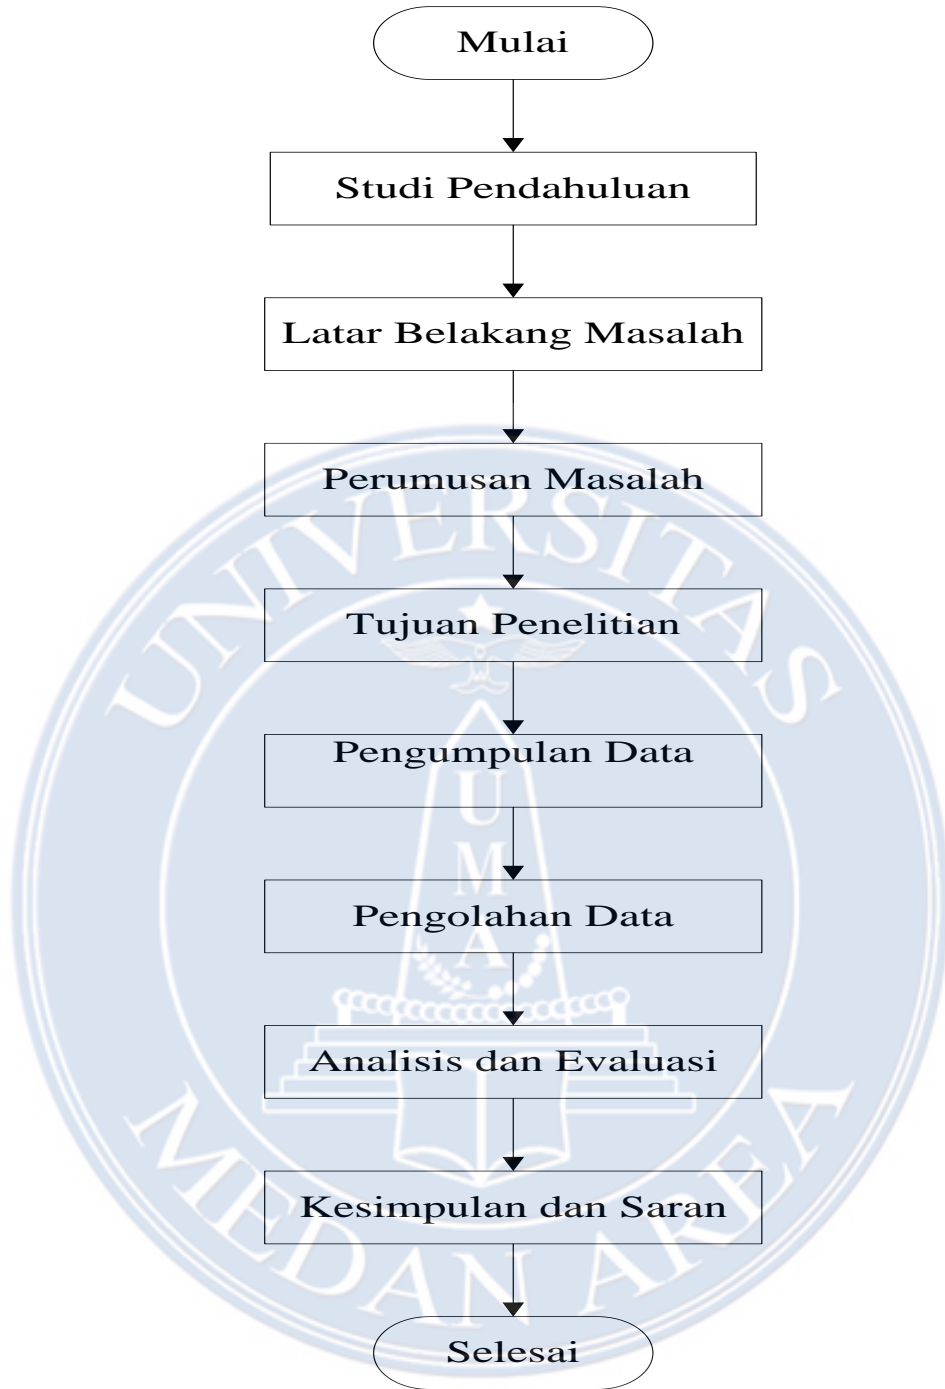 Mulai
Studi Pendahuluan
Latar Belakang Masalah
Perumusan Masalah
Tujuan Penelitian
Pengumpulan Data
Pengolahan Data
Analisis dan Evaluasi
Kesimpulan dan Saran
Selesai
UNIVERSITAS
U
M
A
MEDAN AREA